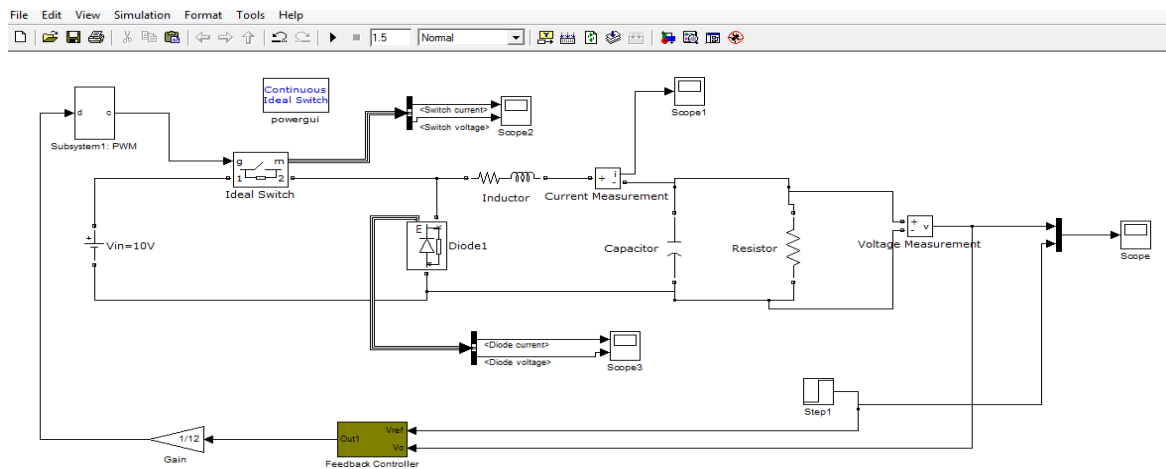 File Edit View Simulation Format Tools Help
1.5 Normal
Continuous
Ideal Switch
powergui
d c
Subsystem1: PWM
<Switch current>
<Switch voltage>
Scope2
Scope1
g m
1 2
Ideal Switch
+ i
-
Inductor
Current Measurement
Vin=10V
Diode1
Capacitor
Resistor
+ v
-
Voltage Measurement
Scope
<Diode current>
<Diode voltage>
Scope3
Step1
1/12
Gain
Out1
Vref
Vo
Feedback Controller